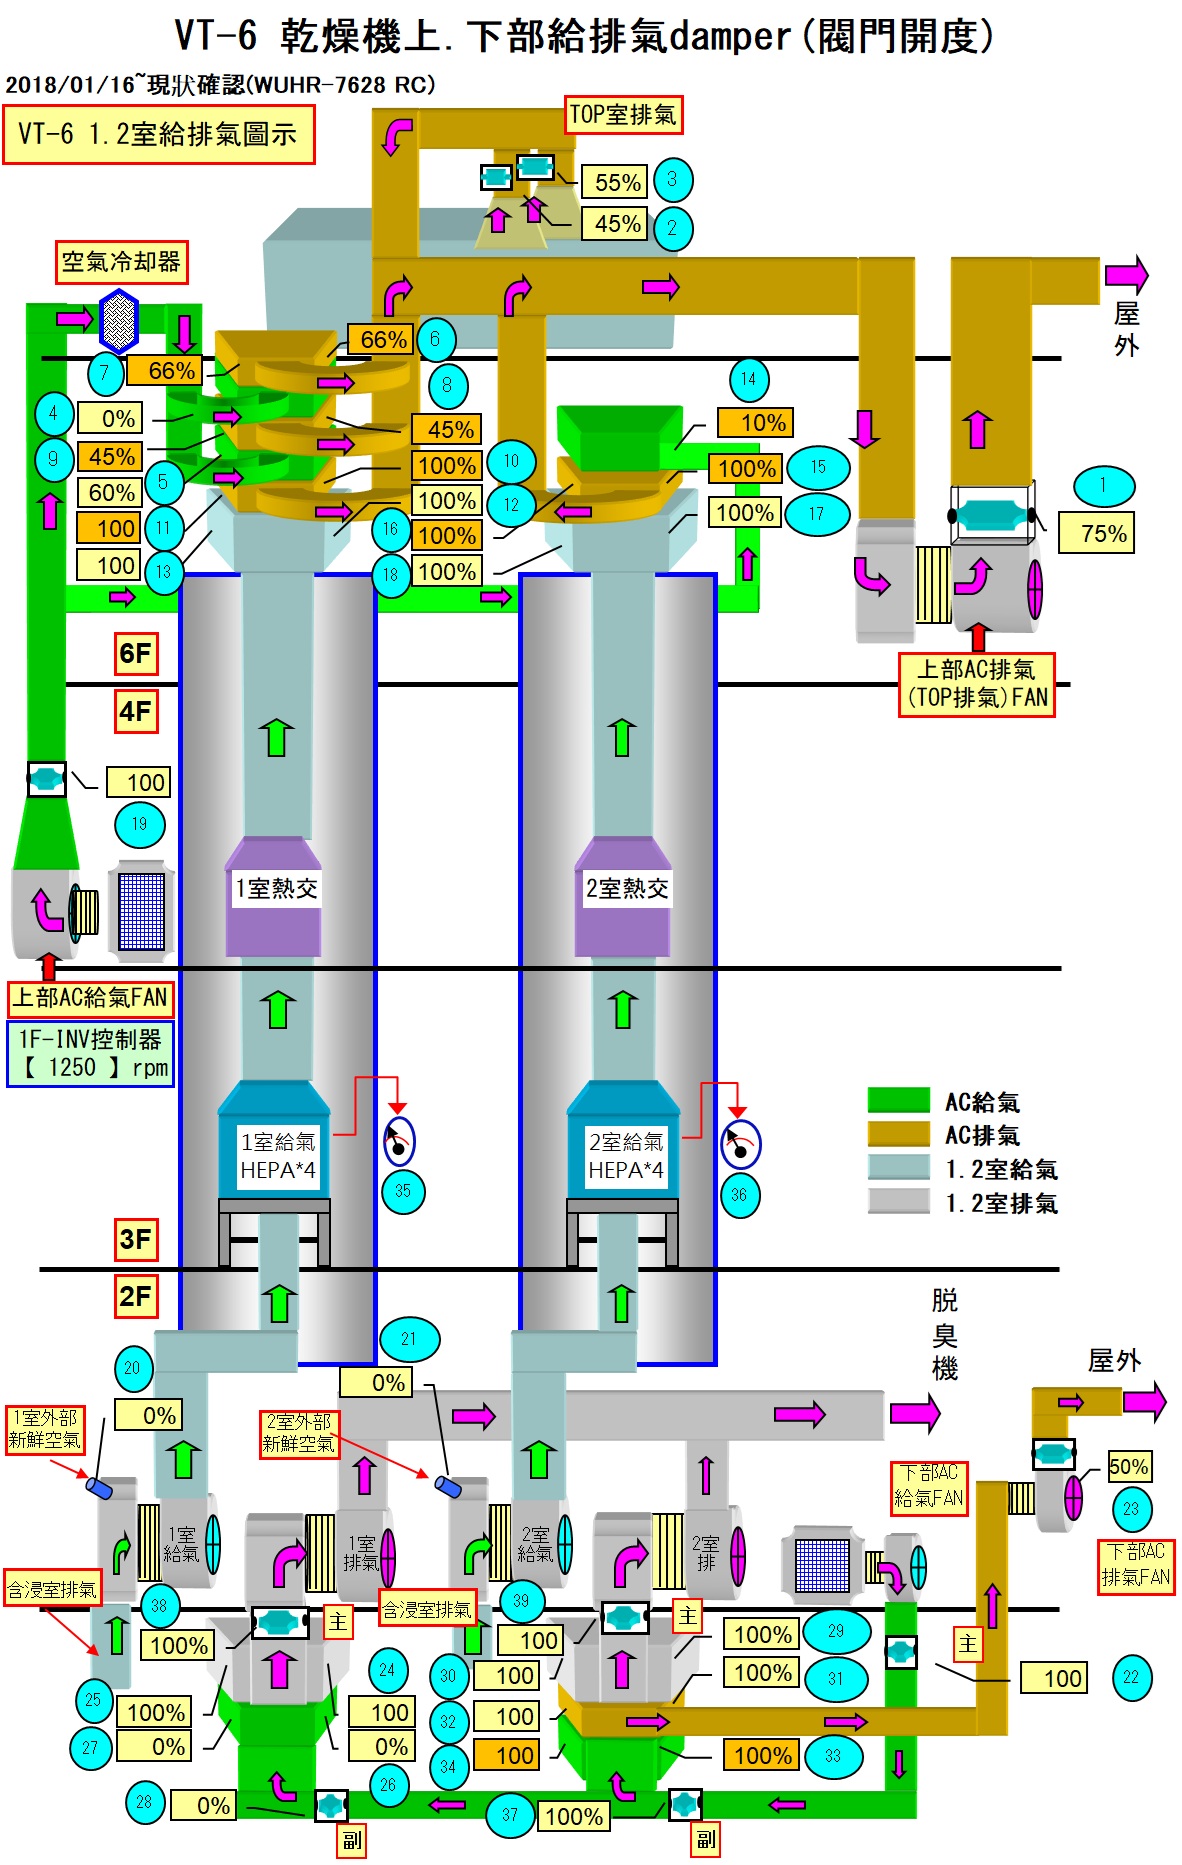 VT-6 乾燥機上.下部給排氣damper(閥門開度)
2018/01/16~現狀確認(WUHR-7628 RC)
VT-6 1.2室給排氣圖示
TOP室排氣
55%
3
45%
2
空氣冷却器
屋外
66%
6
7
66%
8
14
4
0%
10%
45%
9
45%
100%
10
100%
15
60%
5
100%
12
100%
17
1
75%
100
11
16
100%
100
13
18
100%
6F
上部AC排氣
(TOP排氣)FAN
4F
100
19
1室熱交
2室熱交
上部AC給氣FAN
1F-INV控制器
【 1250 】rpm
AC給氣
AC排氣
1.2室給氣
1.2室排氣
1室給氣
HEPA*4
2室給氣
HEPA*4
35
36
3F
2F
脱臭機
屋外
20
21
0%
0%
1室外部
新鮮空氣
2室外部
新鮮空氣
下部AC
給氣FAN
50%
23
1室
給氣
1室
排氣
2室
給氣
2室
排
下部AC
排氣FAN
含浸室排氣
含浸室排氣
38
39
主
主
主
100%
100
100%
29
24
30
100
100%
31
100
22
25
100%
100
32
100
27
0%
0%
34
100
100%
33
26
28
0%
37
100%
副
副